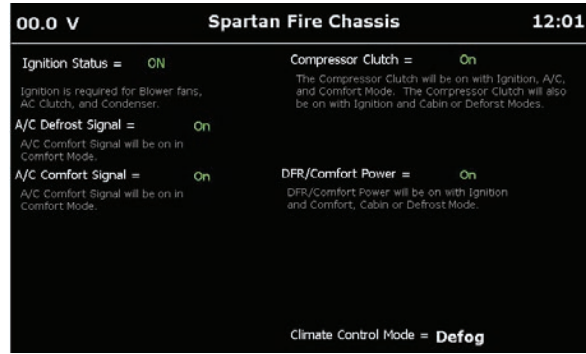 00.0 V Spartan Fire Chassis 12:01
Ignition Status = ON
Ignition is required for Blower fans,
AC Clutch, and Condenser.
A/C Defrost Signal = On
A/C Comfort Signal will be on in
Comfort Mode.
A/C Comfort Signal = On
A/C Comfort Signal will be on in
Comfort Mode.
Compressor Clutch = On
The Compressor Clutch will be on with Ignition, A/C,
and Comfort Mode. The Compressor Clutch will also
be on with Ignition and Cabin or Deforst Modes.
DFR/Comfort Power = On
DFR/Comfort Power will be on with Ignition
and Comfort, Cabin or Defrost Mode.
Climate Control Mode = Defog